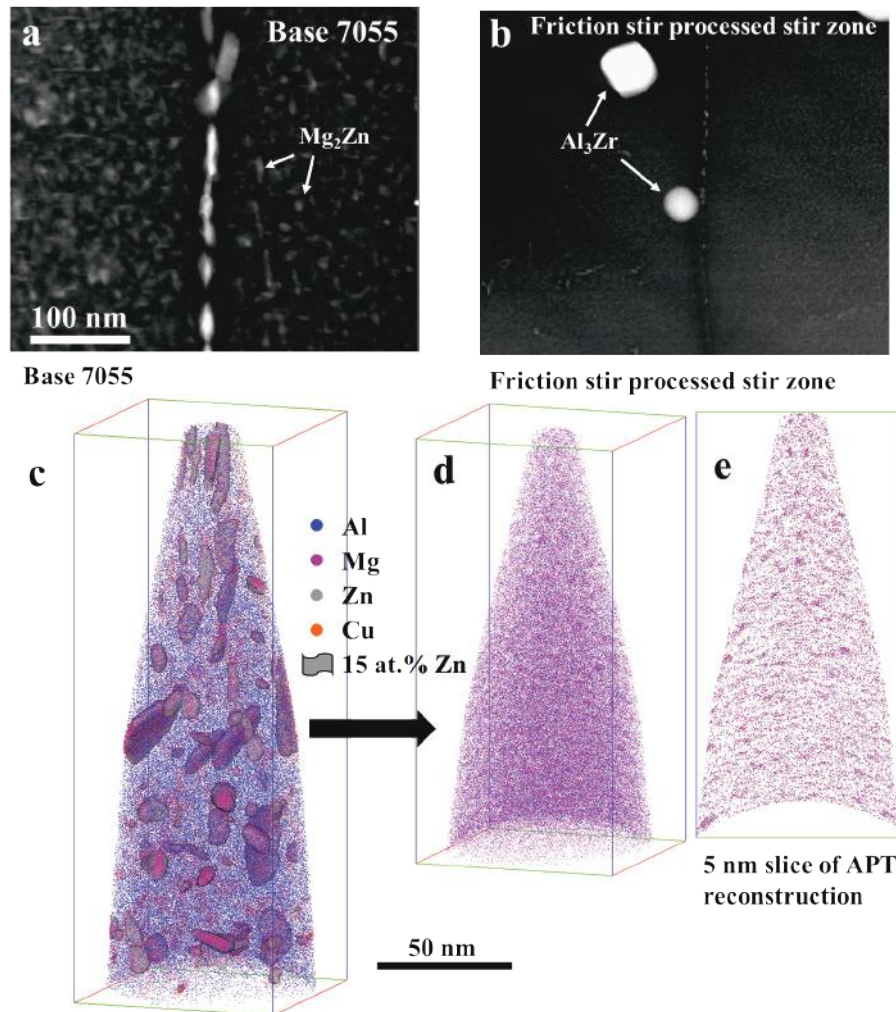 a
Base 7055
Mg₂Zn
100 nm
b
Friction stir processed stir zone
Al₃Zr
Base 7055
Friction stir processed stir zone
c
Al
Mg
Zn
Cu
15 at.% Zn
d
e
5 nm slice of APT
reconstruction
50 nm